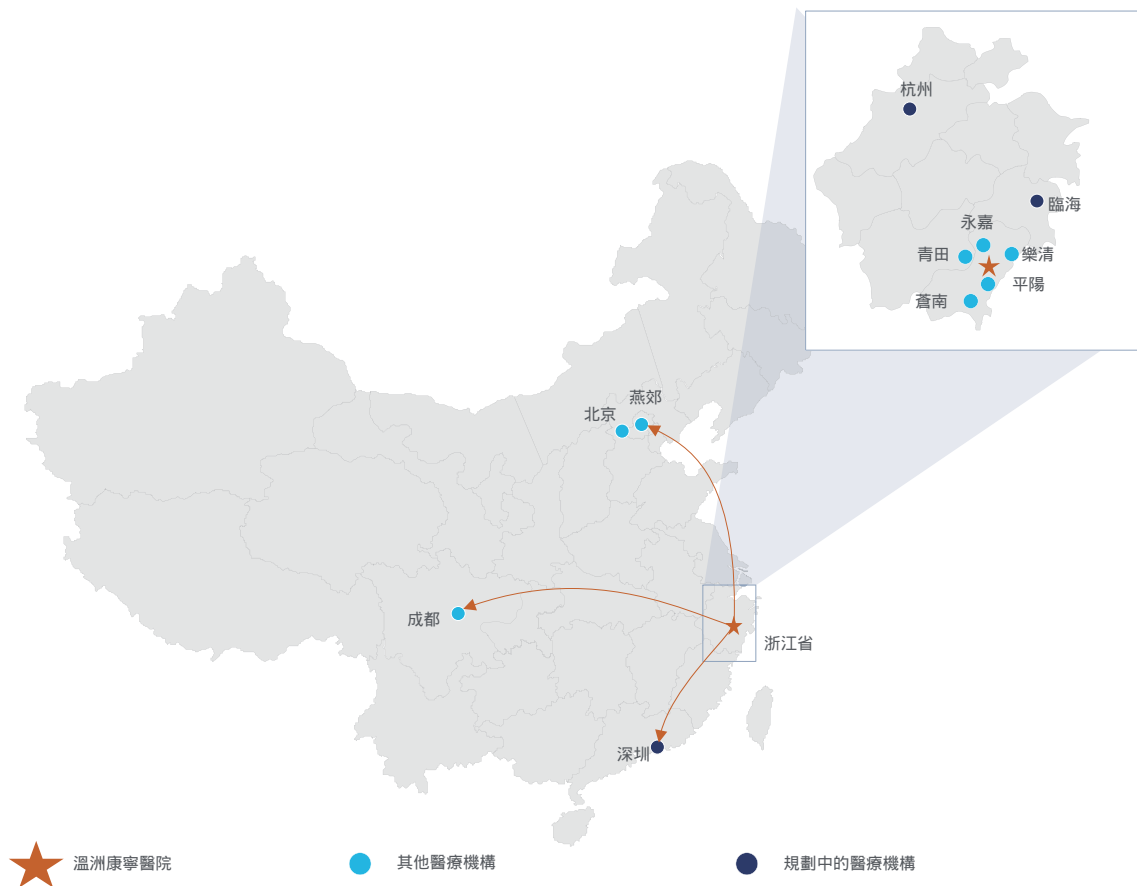 杭州
臨海
永嘉
青田
樂清
平陽
蒼南
燕郊
北京
成都
浙江省
深圳
溫洲康寧醫院
其他醫療機構
規劃中的醫療機構